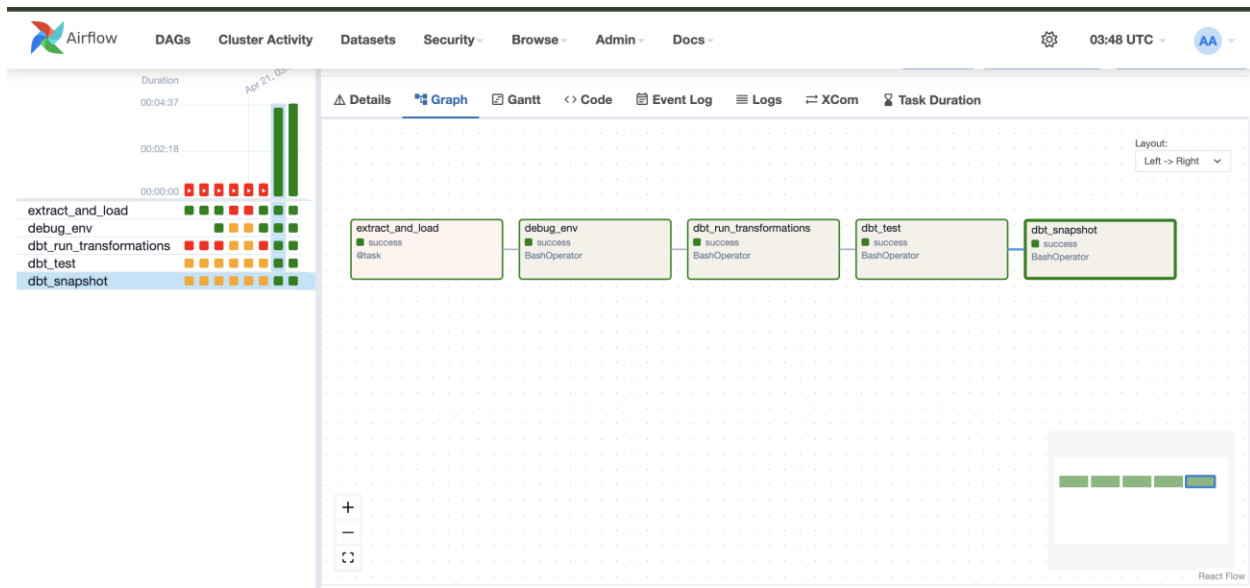 Airflow DAGs Cluster Activity Datasets Security Browse Admin Docs 03:48 UTC AA
Duration
Apr 21, 03:
00:04:37
00:02:18
00:00:00
extract_and_load
debug_env
dbt_run_transformations
dbt_test
dbt_snapshot
Details Graph Gantt Code Event Log Logs XCom Task Duration
Layout:
Left -> Right
extract_and_load
success
@task
debug_env
success
BashOperator
dbt_run_transformations
success
BashOperator
dbt_test
success
BashOperator
dbt_snapshot
success
BashOperator
React Flow